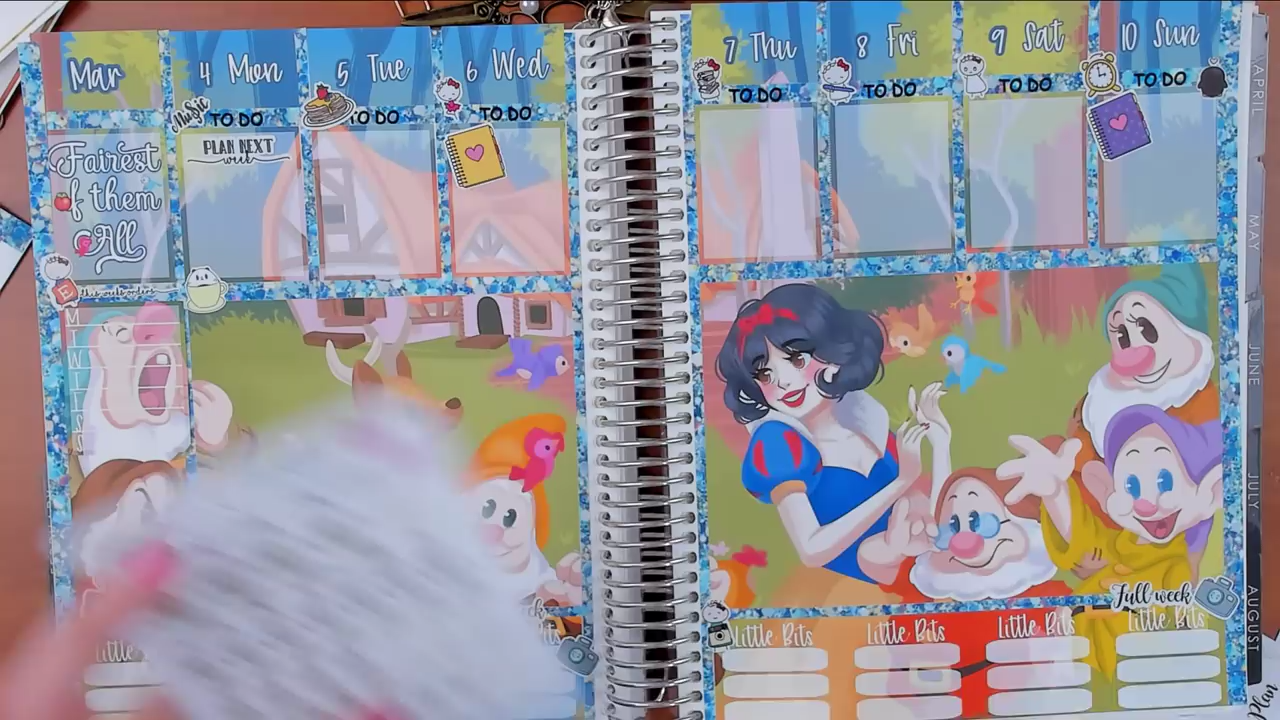 Mar
4 Mon
5 Tue
6 Wed
7 Thu
8 Fri
9 Sat
10 Sun
Music
TO DO
TO DO
TO DO
TO DO
TO DO
TO DO
TO DO
PLAN NEXT
week
Fairest
of them
All
Full week
Little Bits
Little Bits
Little Bits
Little Bits
Plan
APRIL
MAY
JUNE
JULY
AUGUST